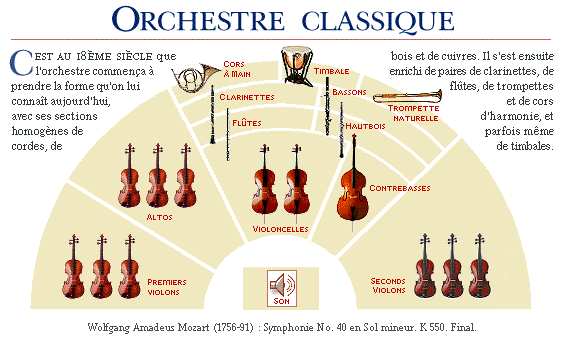 ORCHESTRE CLASSIQUE
C'EST AU 18ÈME SIÈCLE que
l'orchestre commença à
prendre la forme qu'on lui
connaît aujourd'hui,
avec ses sections
homogènes de
cordes, de
bois et de cuivres. Il s'est ensuite
enrichi de paires de clarinettes, de
flûtes, de trompettes
et de cors
d'harmonie, et
parfois même
de timbales.
CORS
À MAIN
TIMBALE
CLARINETTES
BASSONS
TROMPETTE
NATURELLE
FLÛTES
HAUTBOIS
CONTREBASSES
ALTOS
VIOLONCELLES
PREMIERS
VIOLONS
SON
SECONDS
VIOLONS
Wolfgang Amadeus Mozart (1756-91) : Symphonie No. 40 en Sol mineur. K 550. Final.